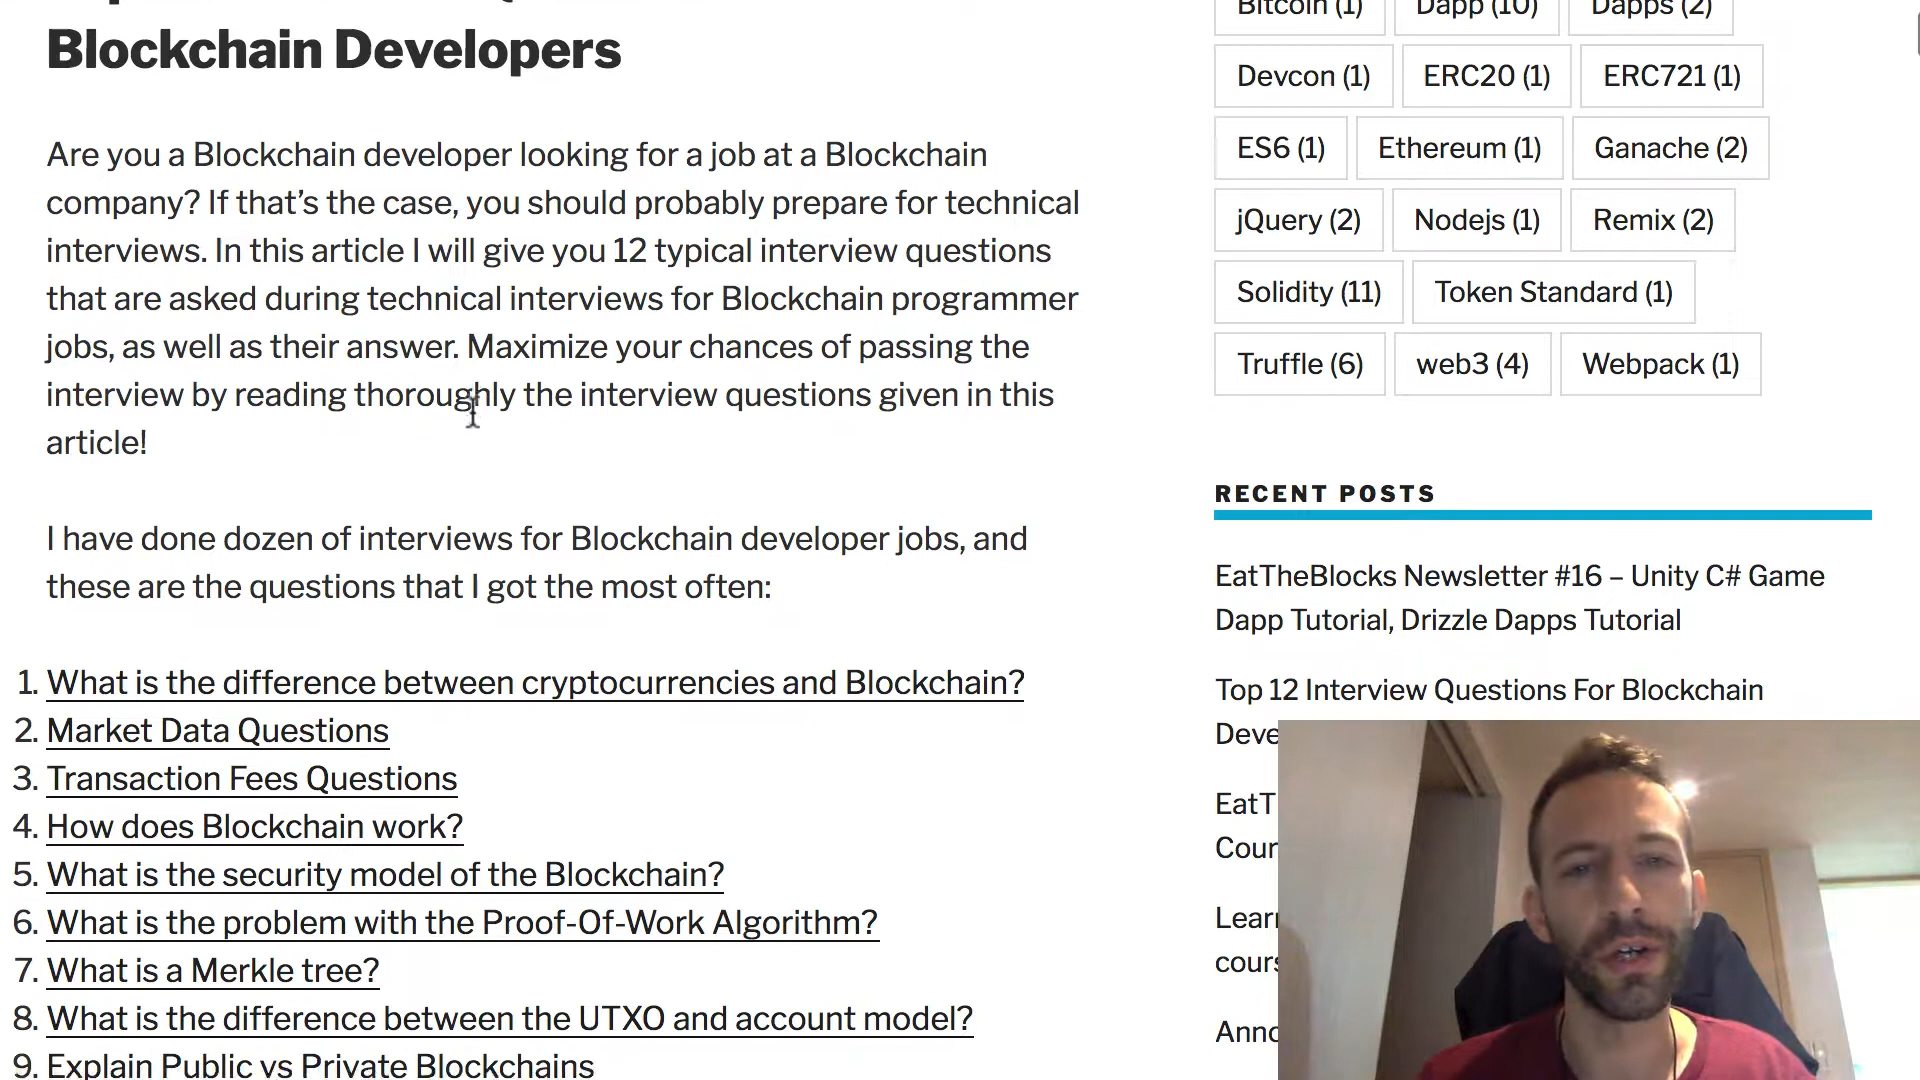 Blockchain Developers
Are you a Blockchain developer looking for a job at a Blockchain
company? If that’s the case, you should probably prepare for technical
interviews. In this article I will give you 12 typical interview questions
that are asked during technical interviews for Blockchain programmer
jobs, as well as their answer. Maximize your chances of passing the
interview by reading thoroughly the interview questions given in this
article!
I have done dozen of interviews for Blockchain developer jobs, and
these are the questions that I got the most often:
1. What is the difference between cryptocurrencies and Blockchain?
2. Market Data Questions
3. Transaction Fees Questions
4. How does Blockchain work?
5. What is the security model of the Blockchain?
6. What is the problem with the Proof-Of-Work Algorithm?
7. What is a Merkle tree?
8. What is the difference between the UTXO and account model?
9. Explain Public vs Private Blockchains
Bitcoin (1) Dapp (10) Dapps (2)
Devcon (1) ERC20 (1) ERC721 (1)
ES6 (1) Ethereum (1) Ganache (2)
jQuery (2) Nodejs (1) Remix (2)
Solidity (11) Token Standard (1)
Truffle (6) web3 (4) Webpack (1)
RECENT POSTS
EatTheBlocks Newsletter #16 – Unity C# Game
Dapp Tutorial, Drizzle Dapps Tutorial
Top 12 Interview Questions For Blockchain